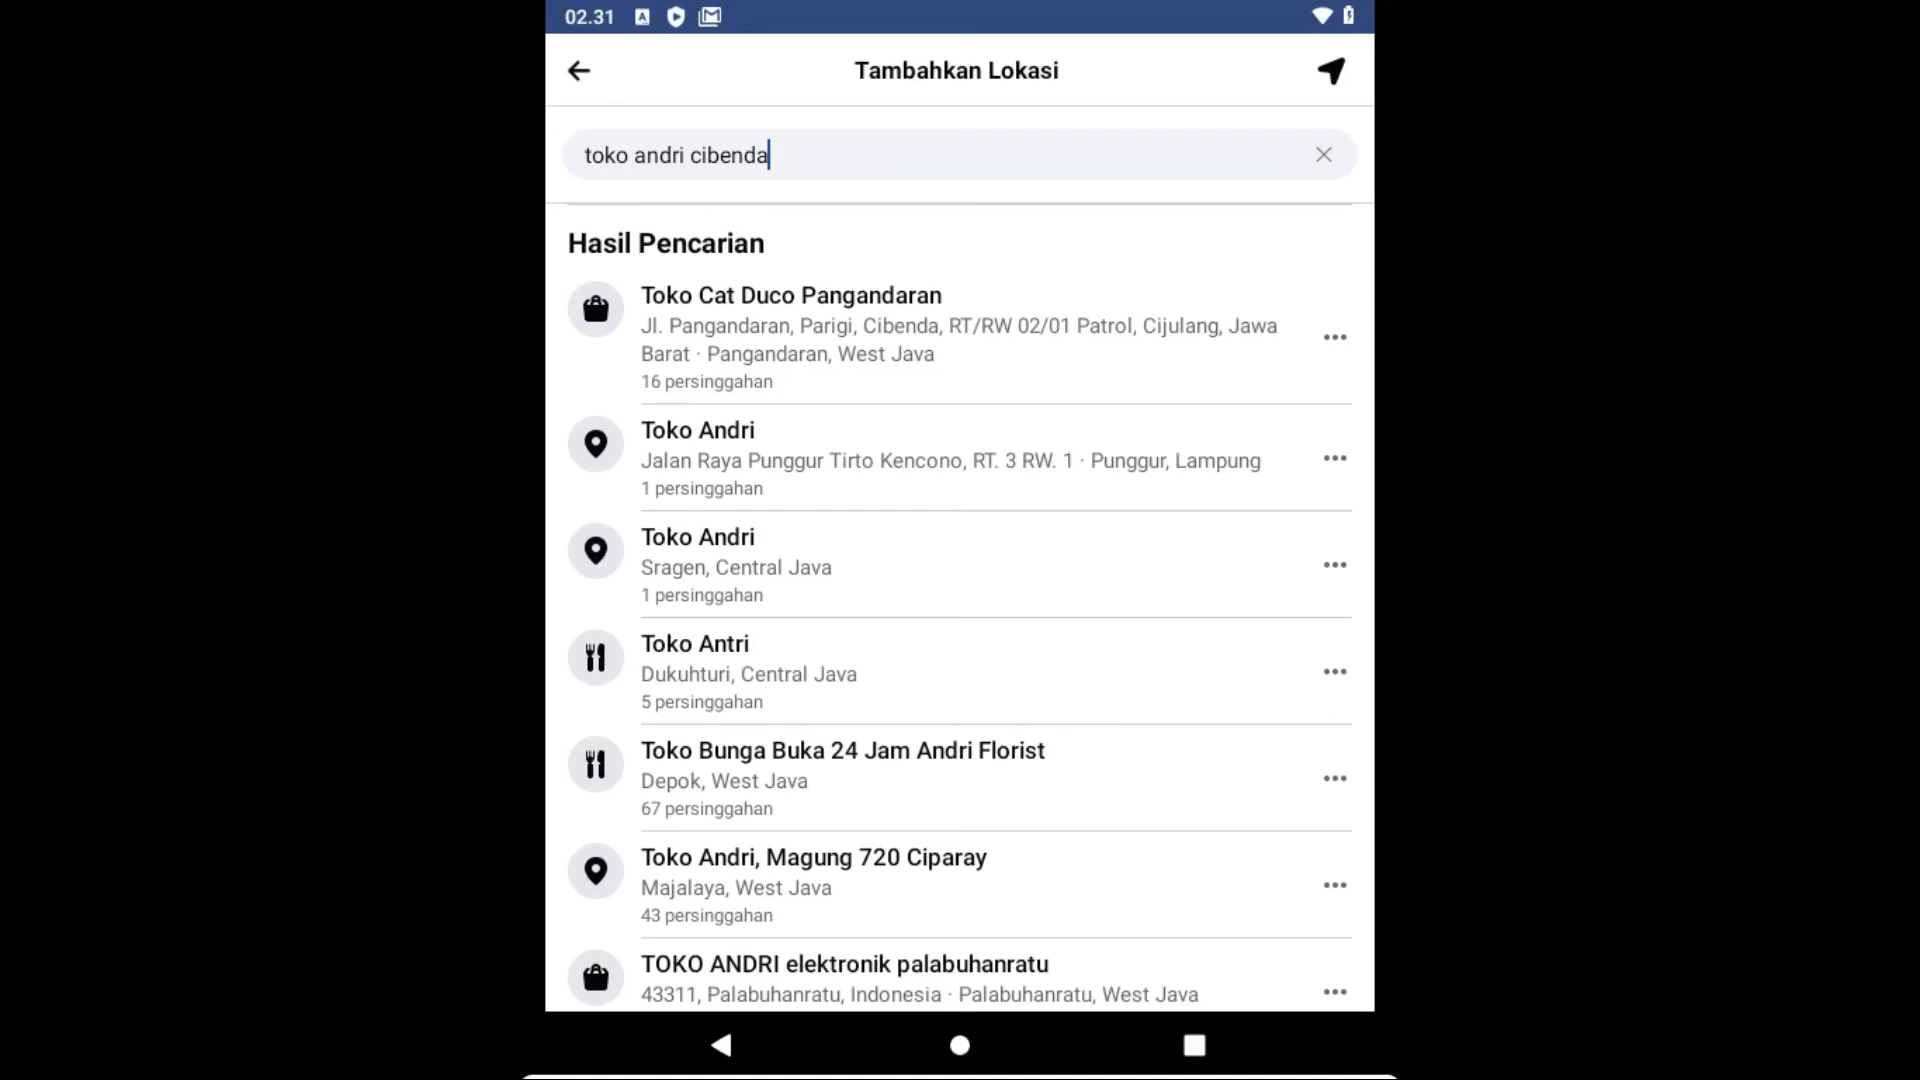 02.31
Tambahkan Lokasi
toko andri cibenda
Hasil Pencarian
Toko Cat Duco Pangandaran
Jl. Pangandaran, Parigi, Cibenda, RT/RW 02/01 Patrol, Cijulang, Jawa
Barat · Pangandaran, West Java
16 persinggahan
Toko Andri
Jalan Raya Punggur Tirto Kencono, RT. 3 RW. 1 · Punggur, Lampung
1 persinggahan
Toko Andri
Sragen, Central Java
1 persinggahan
Toko Antri
Dukuhturi, Central Java
5 persinggahan
Toko Bunga Buka 24 Jam Andri Florist
Depok, West Java
67 persinggahan
Toko Andri, Magung 720 Ciparay
Majalaya, West Java
43 persinggahan
TOKO ANDRI elektronik palabuhanratu
43311, Palabuhanratu, Indonesia · Palabuhanratu, West Java